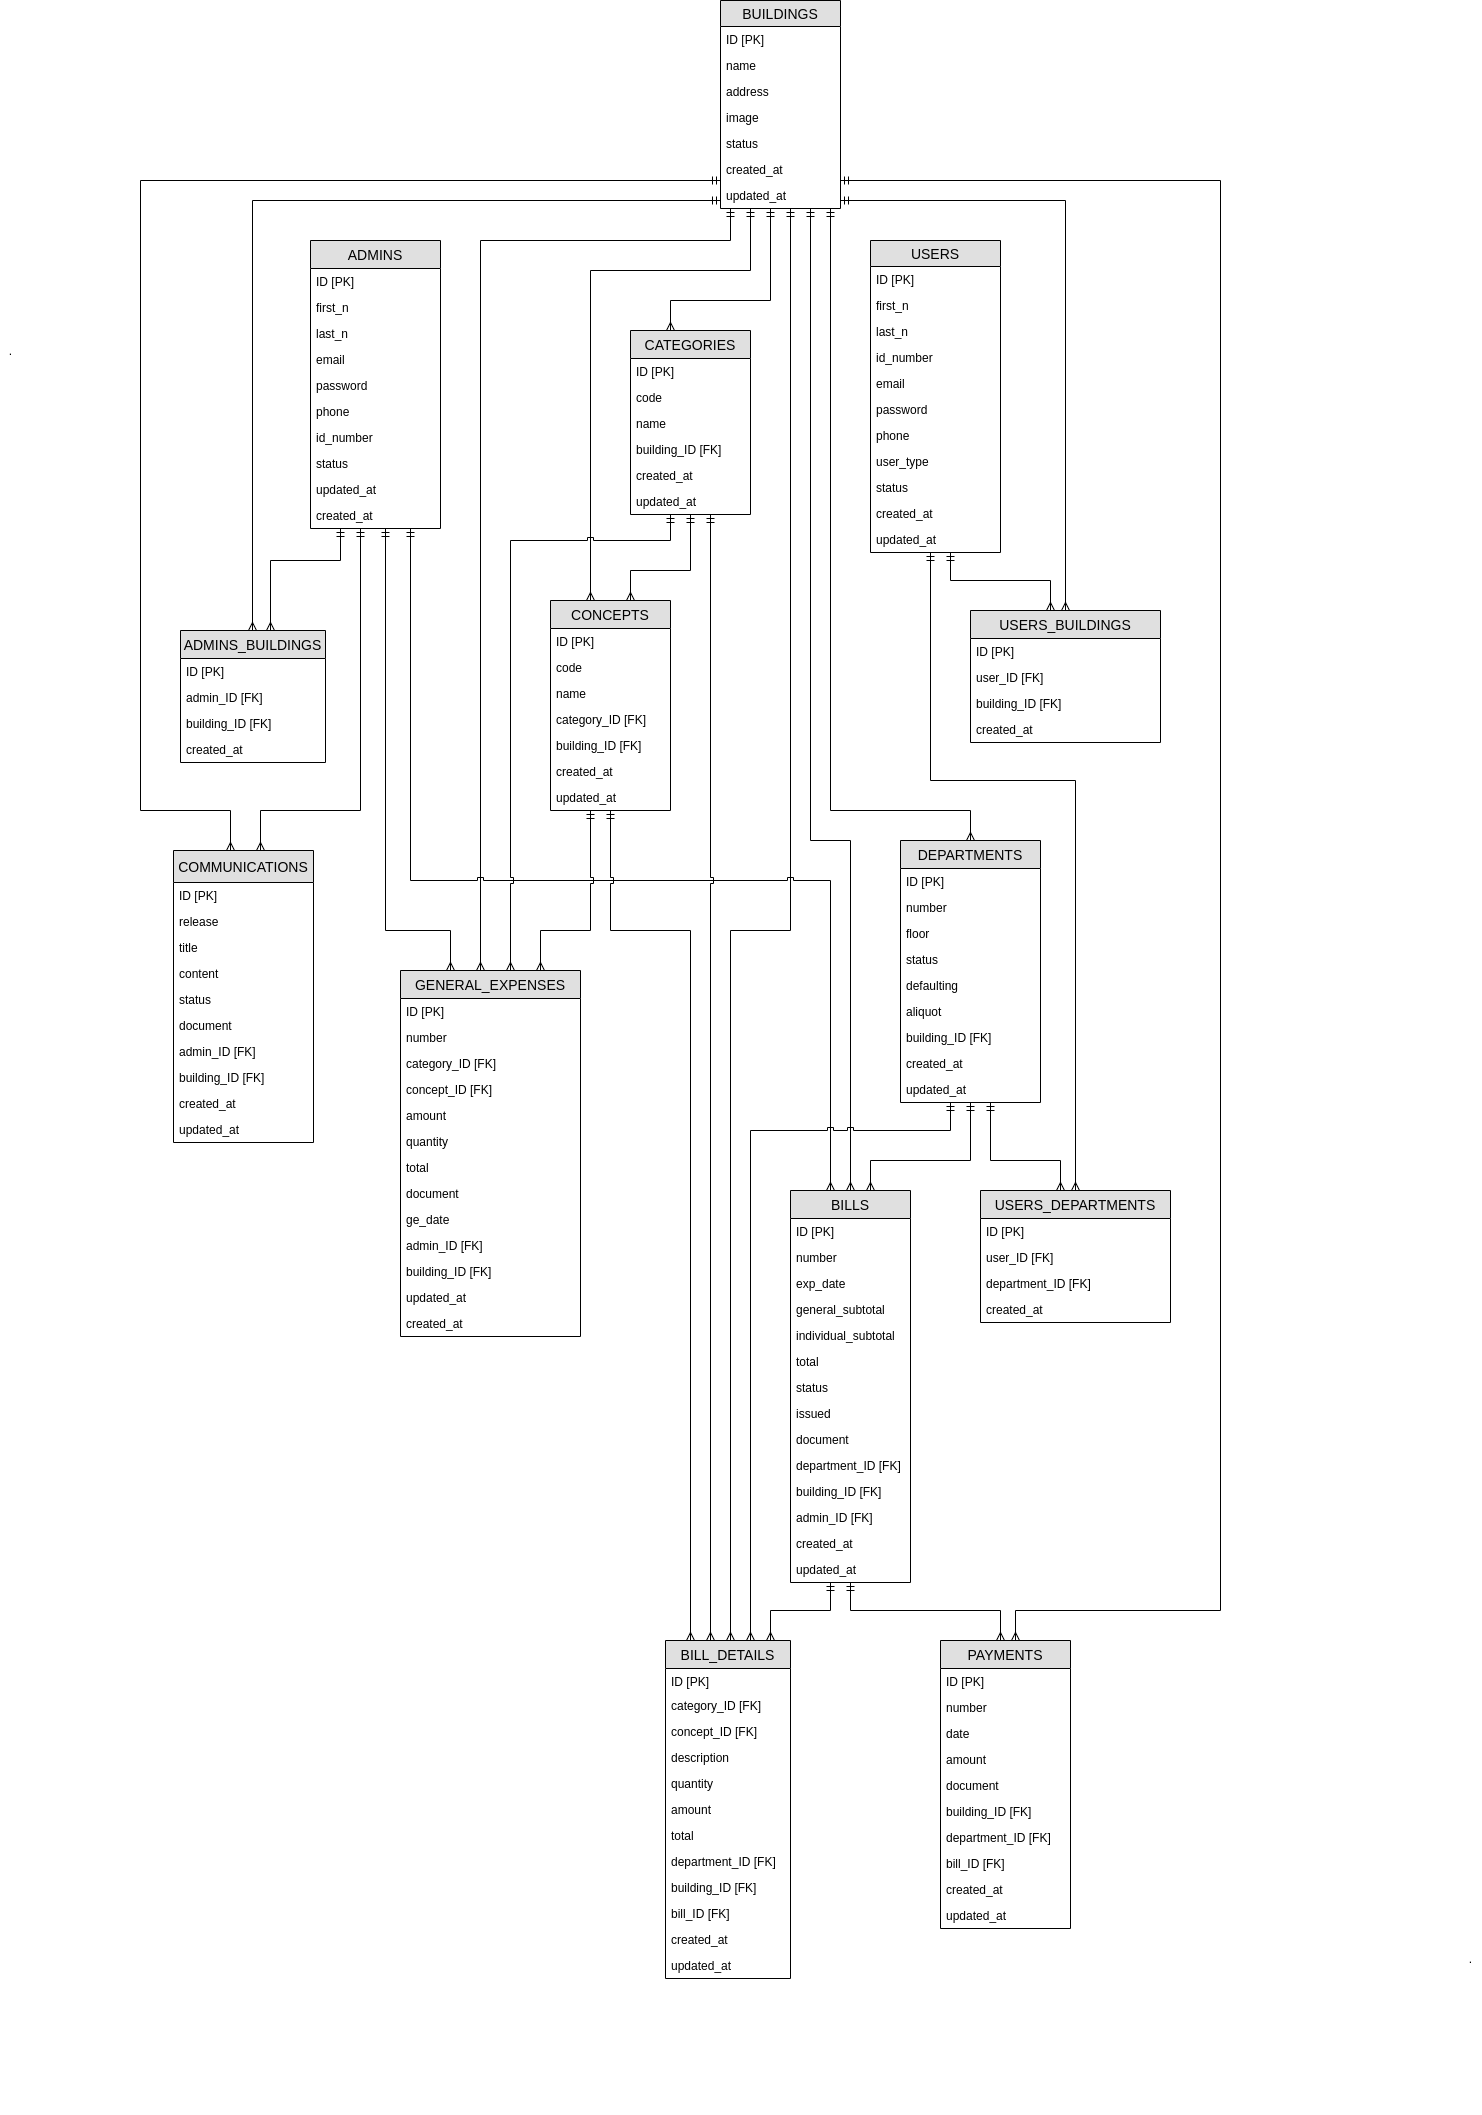 BUILDINGS
ID [PK]
name
address
image
status
created_at
updated_at
ADMINS
ID [PK]
first_n
last_n
email
password
phone
id_number
status
updated_at
created_at
USERS
ID [PK]
first_n
last_n
id_number
email
password
phone
user_type
status
created_at
updated_at
CATEGORIES
ID [PK]
code
name
building_ID [FK]
created_at
updated_at
CONCEPTS
ID [PK]
code
name
category_ID [FK]
building_ID [FK]
created_at
updated_at
ADMINS_BUILDINGS
ID [PK]
admin_ID [FK]
building_ID [FK]
created_at
USERS_BUILDINGS
ID [PK]
user_ID [FK]
building_ID [FK]
created_at
COMMUNICATIONS
ID [PK]
release
title
content
status
document
admin_ID [FK]
building_ID [FK]
created_at
updated_at
GENERAL_EXPENSES
ID [PK]
number
category_ID [FK]
concept_ID [FK]
amount
quantity
total
document
ge_date
admin_ID [FK]
building_ID [FK]
updated_at
created_at
DEPARTMENTS
ID [PK]
number
floor
status
defaulting
aliquot
building_ID [FK]
created_at
updated_at
BILLS
ID [PK]
number
exp_date
general_subtotal
individual_subtotal
total
status
issued
document
department_ID [FK]
building_ID [FK]
admin_ID [FK]
created_at
updated_at
USERS_DEPARTMENTS
ID [PK]
user_ID [FK]
department_ID [FK]
created_at
BILL_DETAILS
ID [PK]
category_ID [FK]
concept_ID [FK]
description
quantity
amount
total
department_ID [FK]
building_ID [FK]
bill_ID [FK]
created_at
updated_at
PAYMENTS
ID [PK]
number
date
amount
document
building_ID [FK]
department_ID [FK]
bill_ID [FK]
created_at
updated_at